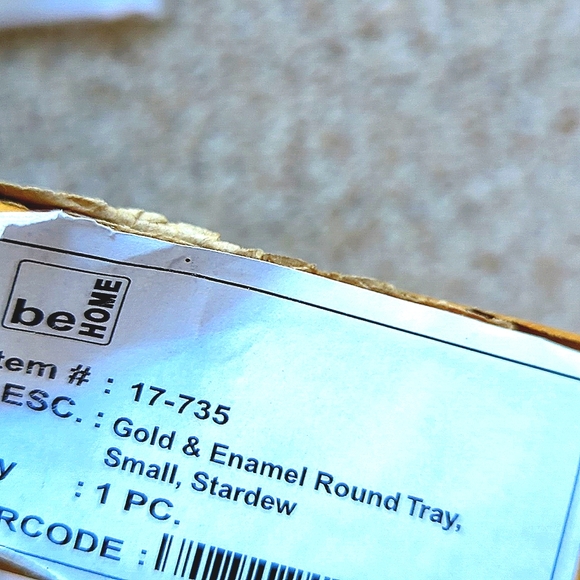 be HOME
tem # : 17-735
ESC. : Gold & Enamel Round Tray,
Small, Stardew
y : 1 PC.
RCODE :